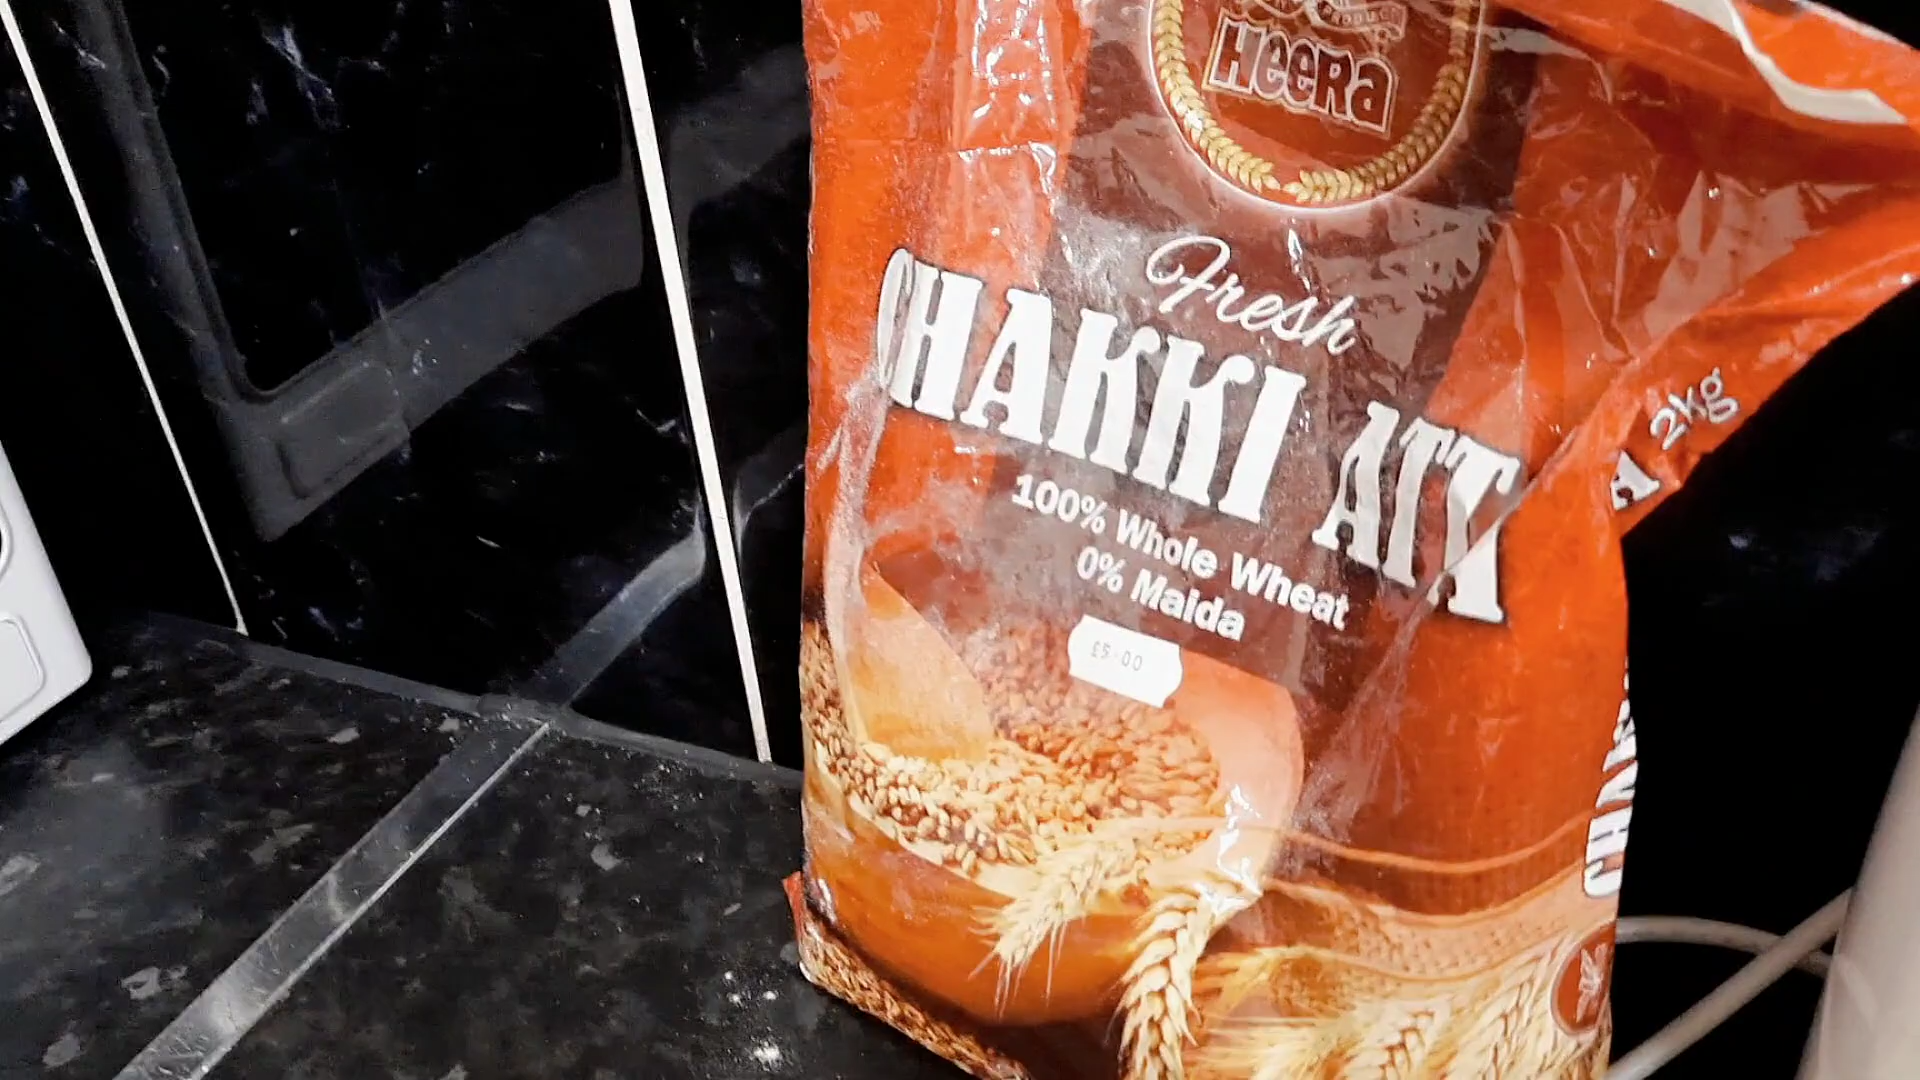 HEERA
Fresh
CHAKKI ATT
A 2kg
100% Whole Wheat
0% Maida
£5.00